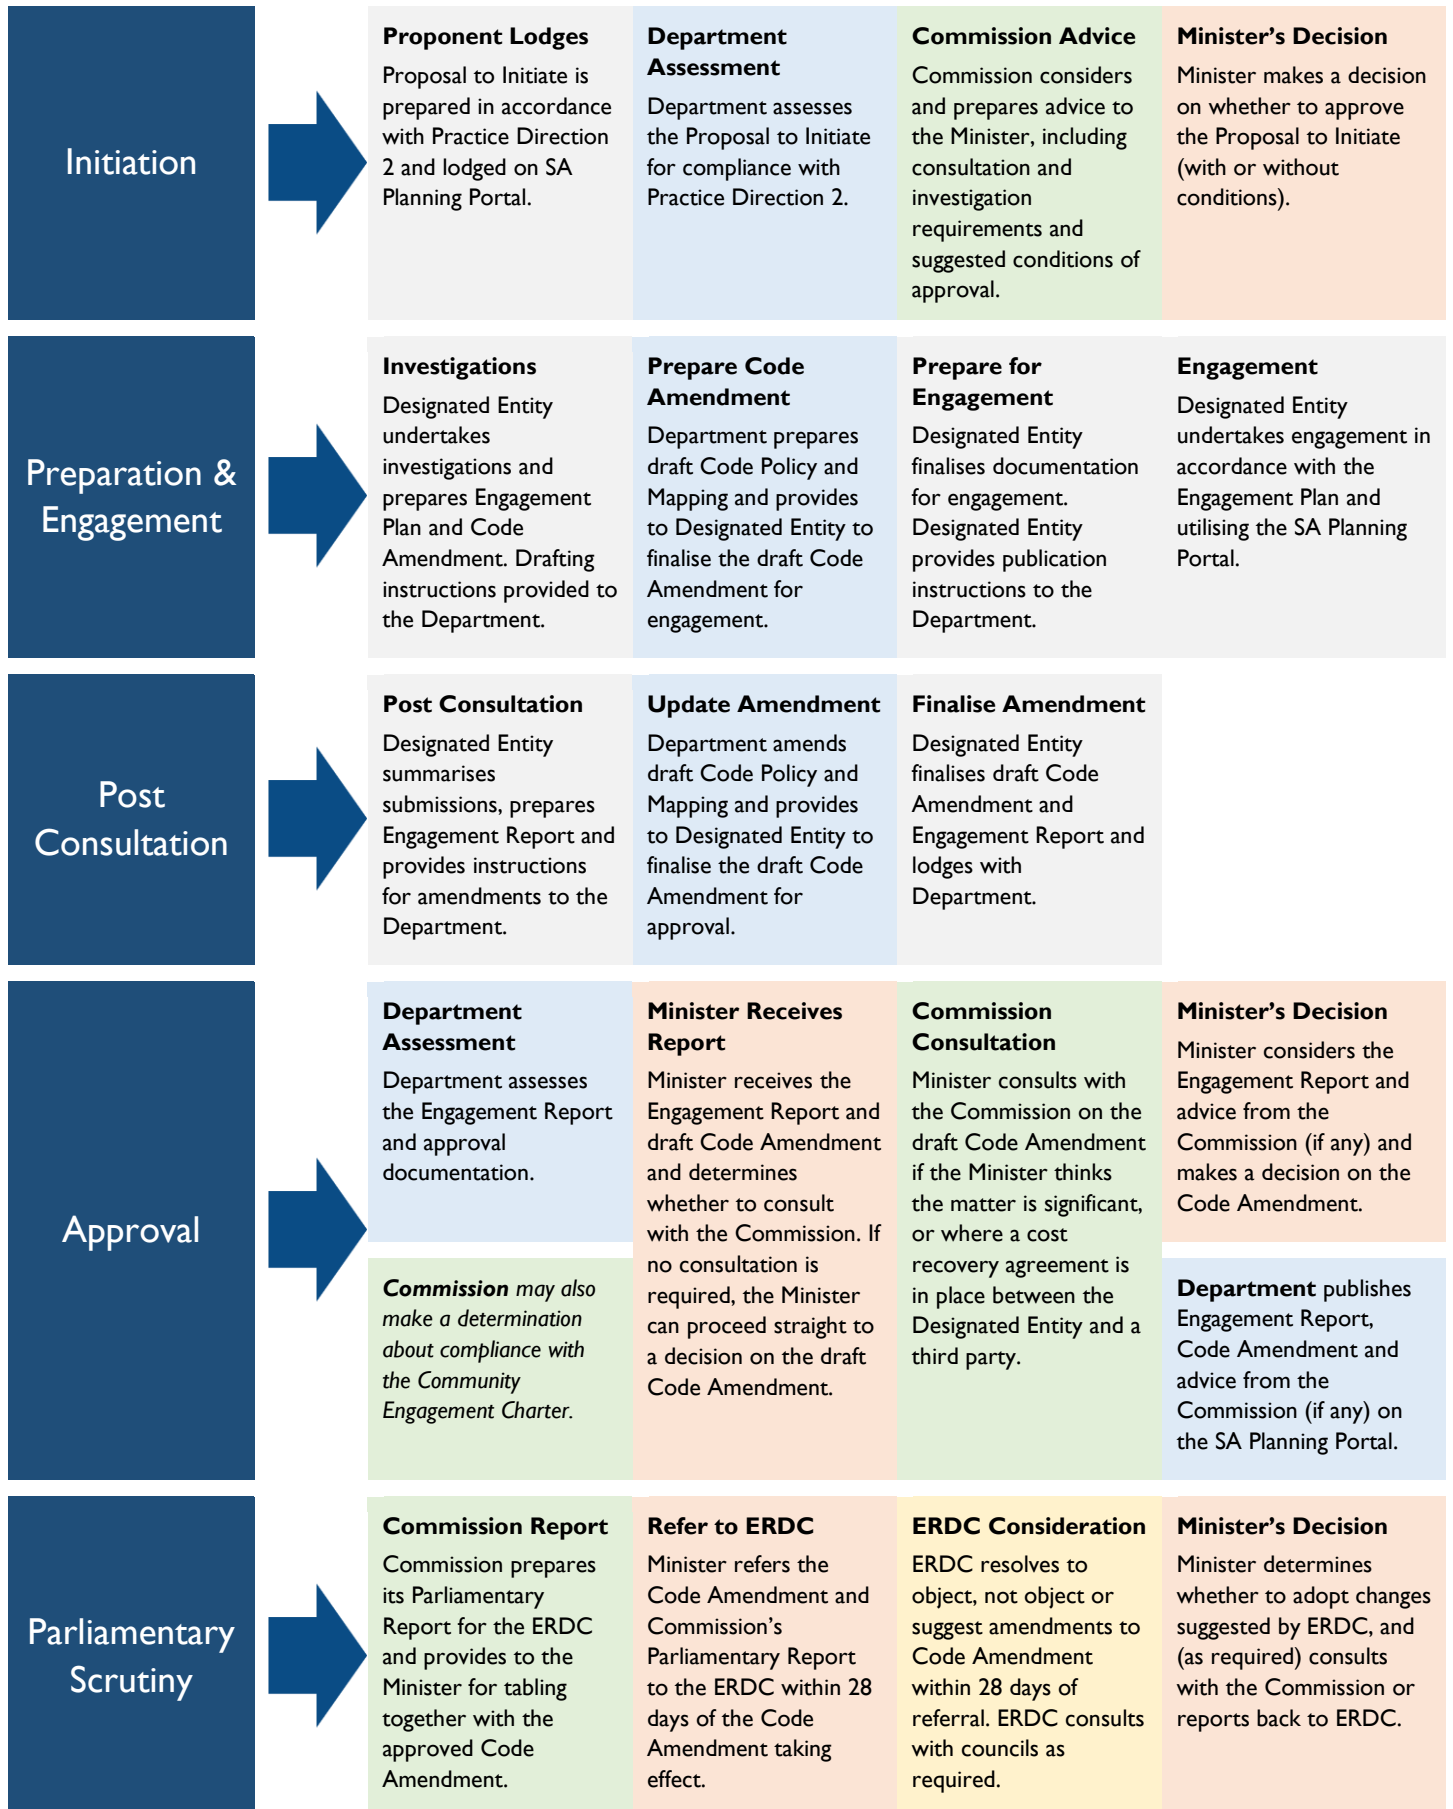 Initiation
Proponent Lodges
Proposal to Initiate is
prepared in accordance
with Practice Direction
2 and lodged on SA
Planning Portal.
Department
Assessment
Department assesses
the Proposal to Initiate
for compliance with
Practice Direction 2.
Commission Advice
Commission considers
and prepares advice to
the Minister, including
consultation and
investigation
requirements and
suggested conditions of
approval.
Minister’s Decision
Minister makes a decision
on whether to approve
the Proposal to Initiate
(with or without
conditions).
Preparation &
Engagement
Investigations
Designated Entity
undertakes
investigations and
prepares Engagement
Plan and Code
Amendment. Drafting
instructions provided to
the Department.
Prepare Code
Amendment
Department prepares
draft Code Policy and
Mapping and provides
to Designated Entity to
finalise the draft Code
Amendment for
engagement.
Prepare for
Engagement
Designated Entity
finalises documentation
for engagement.
Designated Entity
provides publication
instructions to the
Department.
Engagement
Designated Entity
undertakes engagement in
accordance with the
Engagement Plan and
utilising the SA Planning
Portal.
Post
Consultation
Post Consultation
Designated Entity
summarises
submissions, prepares
Engagement Report and
provides instructions
for amendments to the
Department.
Update Amendment
Department amends
draft Code Policy and
Mapping and provides
to Designated Entity to
finalise the draft Code
Amendment for
approval.
Finalise Amendment
Designated Entity
finalises draft Code
Amendment and
Engagement Report and
lodges with
Department.
Approval
Department
Assessment
Department assesses
the Engagement Report
and approval
documentation.
Commission may also
make a determination
about compliance with
the Community
Engagement Charter.
Minister Receives
Report
Minister receives the
Engagement Report and
draft Code Amendment
and determines
whether to consult
with the Commission. If
no consultation is
required, the Minister
can proceed straight to
a decision on the draft
Code Amendment.
Commission
Consultation
Minister consults with
the Commission on the
draft Code Amendment
if the Minister thinks
the matter is significant,
or where a cost
recovery agreement is
in place between the
Designated Entity and a
third party.
Minister’s Decision
Minister considers the
Engagement Report and
advice from the
Commission (if any) and
makes a decision on the
Code Amendment.
Department publishes
Engagement Report,
Code Amendment and
advice from the
Commission (if any) on
the SA Planning Portal.
Parliamentary
Scrutiny
Commission Report
Commission prepares
its Parliamentary
Report for the ERDC
and provides to the
Minister for tabling
together with the
approved Code
Amendment.
Refer to ERDC
Minister refers the
Code Amendment and
Commission’s
Parliamentary Report
to the ERDC within 28
days of the Code
Amendment taking
effect.
ERDC Consideration
ERDC resolves to
object, not object or
suggest amendments to
Code Amendment
within 28 days of
referral. ERDC consults
with councils as
required.
Minister’s Decision
Minister determines
whether to adopt changes
suggested by ERDC, and
(as required) consults
with the Commission or
reports back to ERDC.